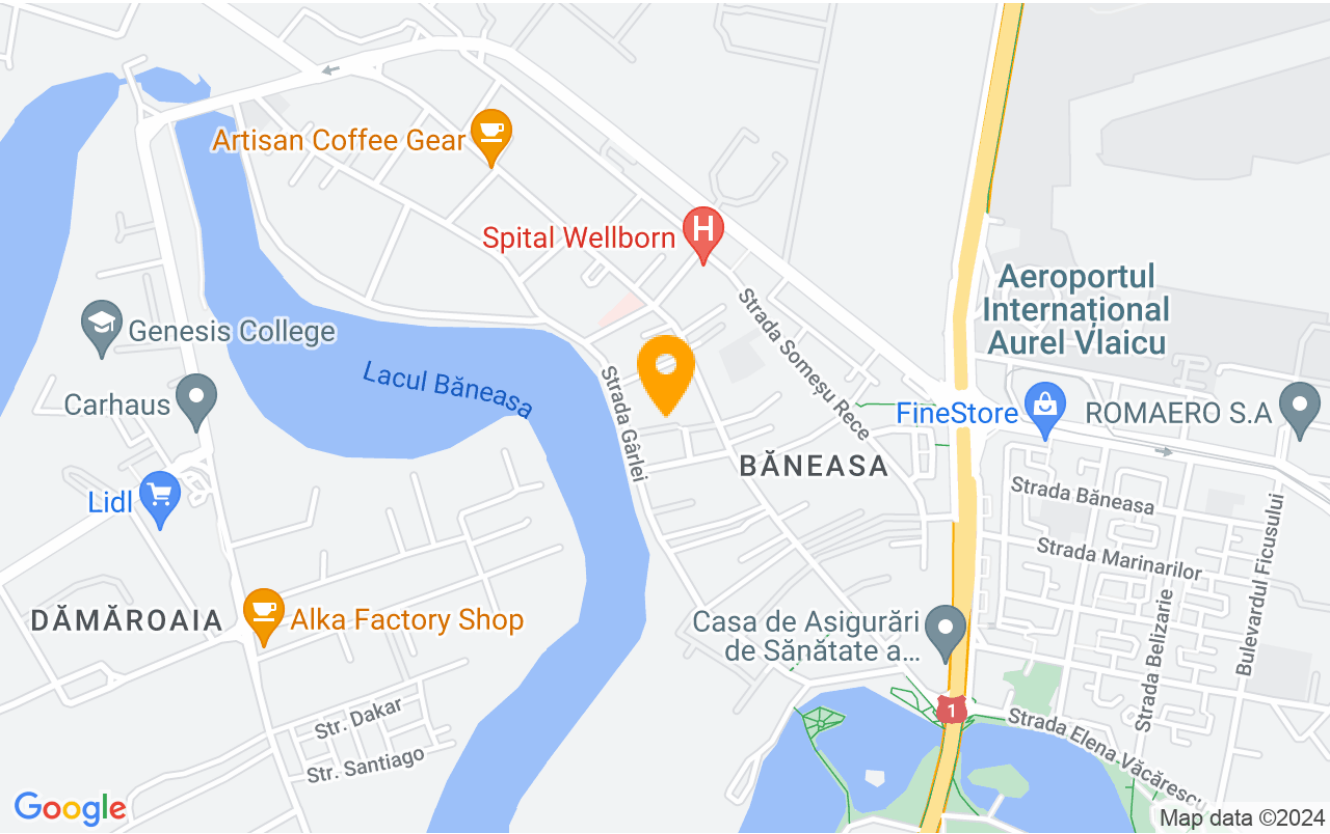 Artisan Coffee Gear
Spital Wellborn
H
Aeroportul
Internațional
Aurel Vlaicu
Strada Someșu Rece
Genesis College
Lacul Băneasa
Carhaus
Strada Gârlei
FineStore
ROMAERO S.A
BĂNEASA
Lidl
Strada Băneasa
Strada Marinarilor
Bulevardul Ficusului
Strada Belizarie
DĂMĂROAIA
Alka Factory Shop
Casa de Asigurări
de Sănătate a...
1
Str. Dakar
Str. Santiago
Strada Elena Văcărescu
Google
Map data ©2024